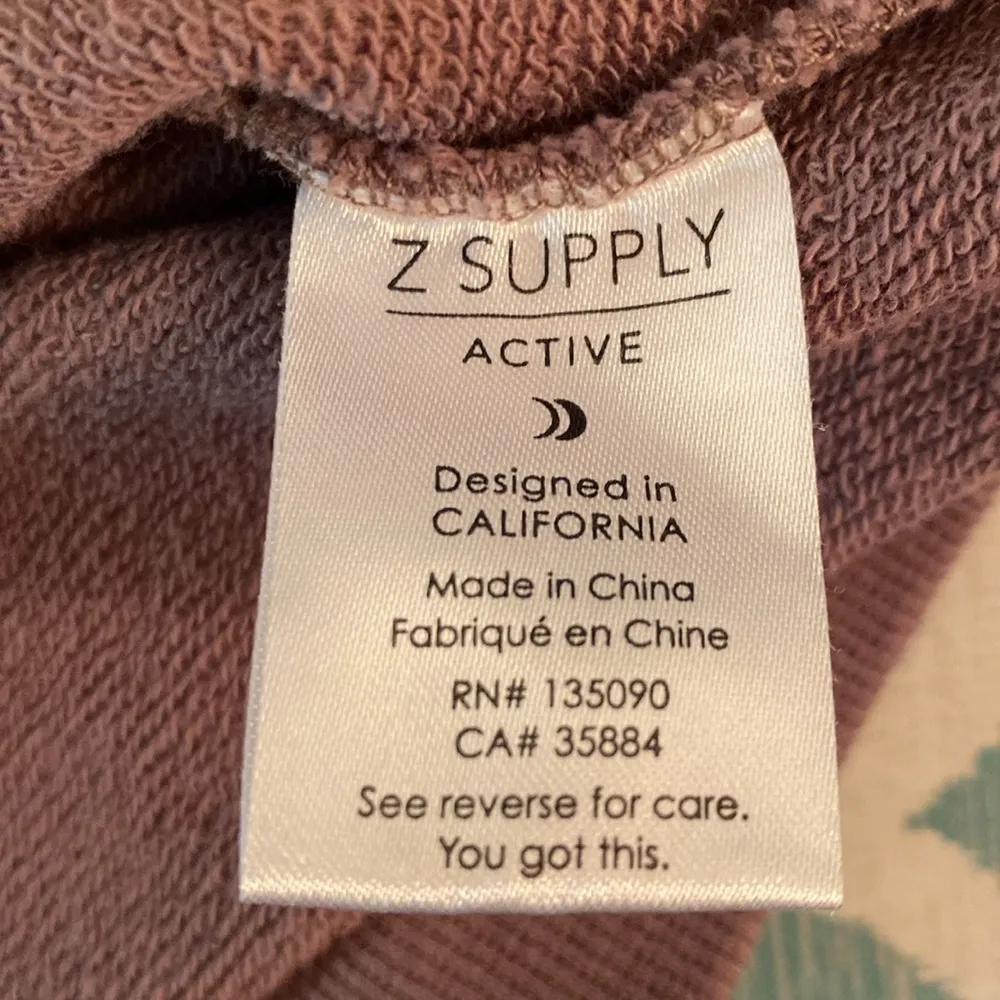 Z SUPPLY
ACTIVE
Designed in
CALIFORNIA
Made in China
Fabriqué en Chine
RN# 135090
CA# 35884
See reverse for care.
You got this.